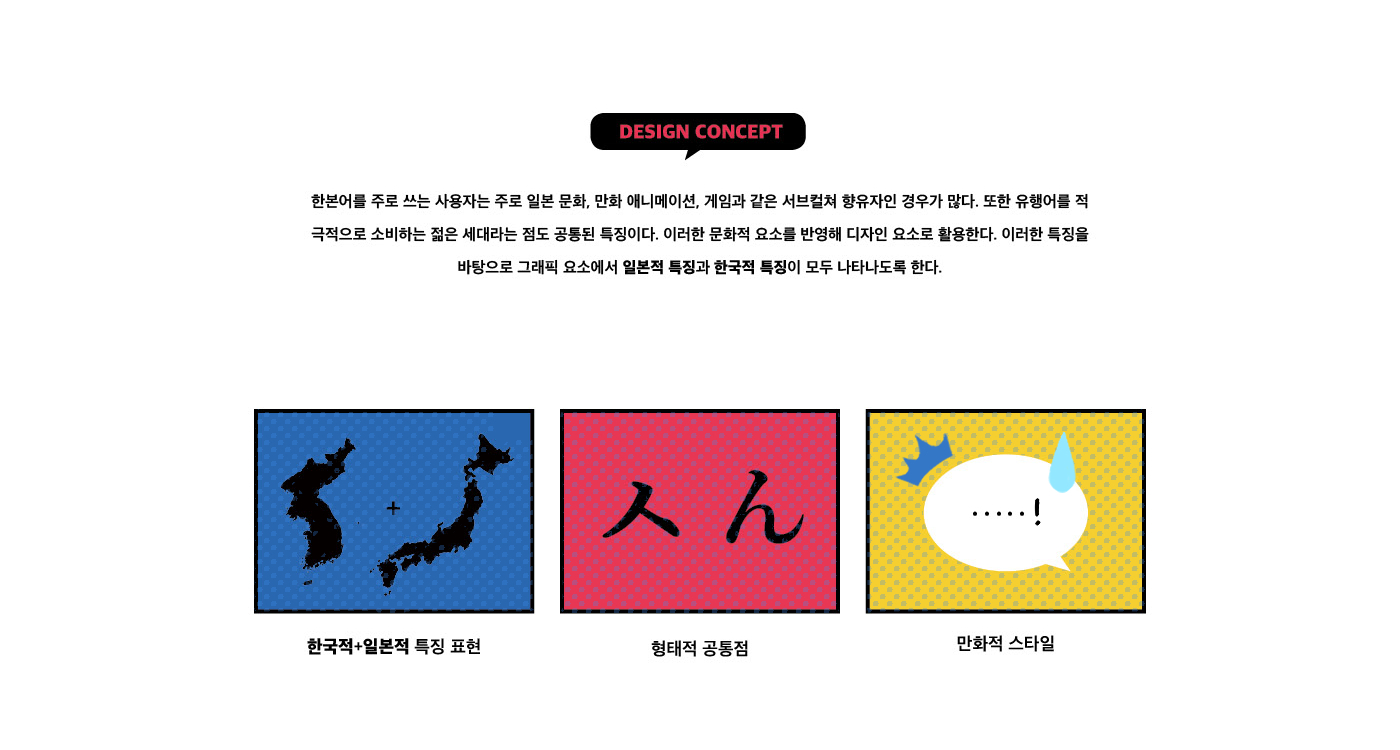 DESIGN CONCEPT
한본어를 주로 쓰는 사용자는 주로 일본 문화, 만화 애니메이션, 게임과 같은 서브컬쳐 향유자인 경우가 많다. 또한 유행어를 적
극적으로 소비하는 젊은 세대라는 점도 공통된 특징이다. 이러한 문화적 요소를 반영해 디자인 요소로 활용한다. 이러한 특징을
바탕으로 그래픽 요소에서 일본적 특징과 한국적 특징이 모두 나타나도록 한다.
+
ㅅ ん
·····!
한국적+일본적 특징 표현
형태적 공통점
만화적 스타일